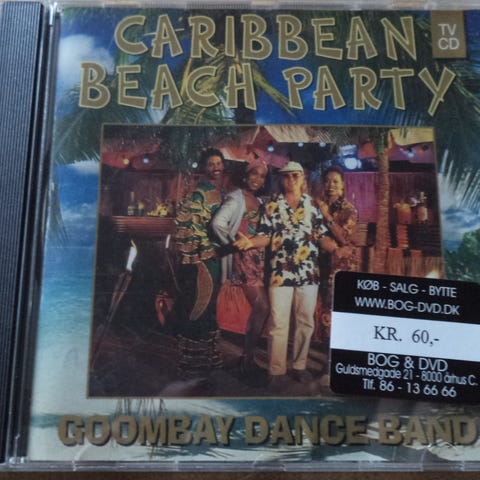 CARIBBEAN
BEACH PARTY
TV
CD
KØB - SALG - BYTTE
WWW.BOG-DVD.DK
KR. 60,-
BOG & DVD
Guldsmedgade 21 - 8000 århus C.
Tlf. 86 - 13 66 66
GOOMBAY DANCE BAND